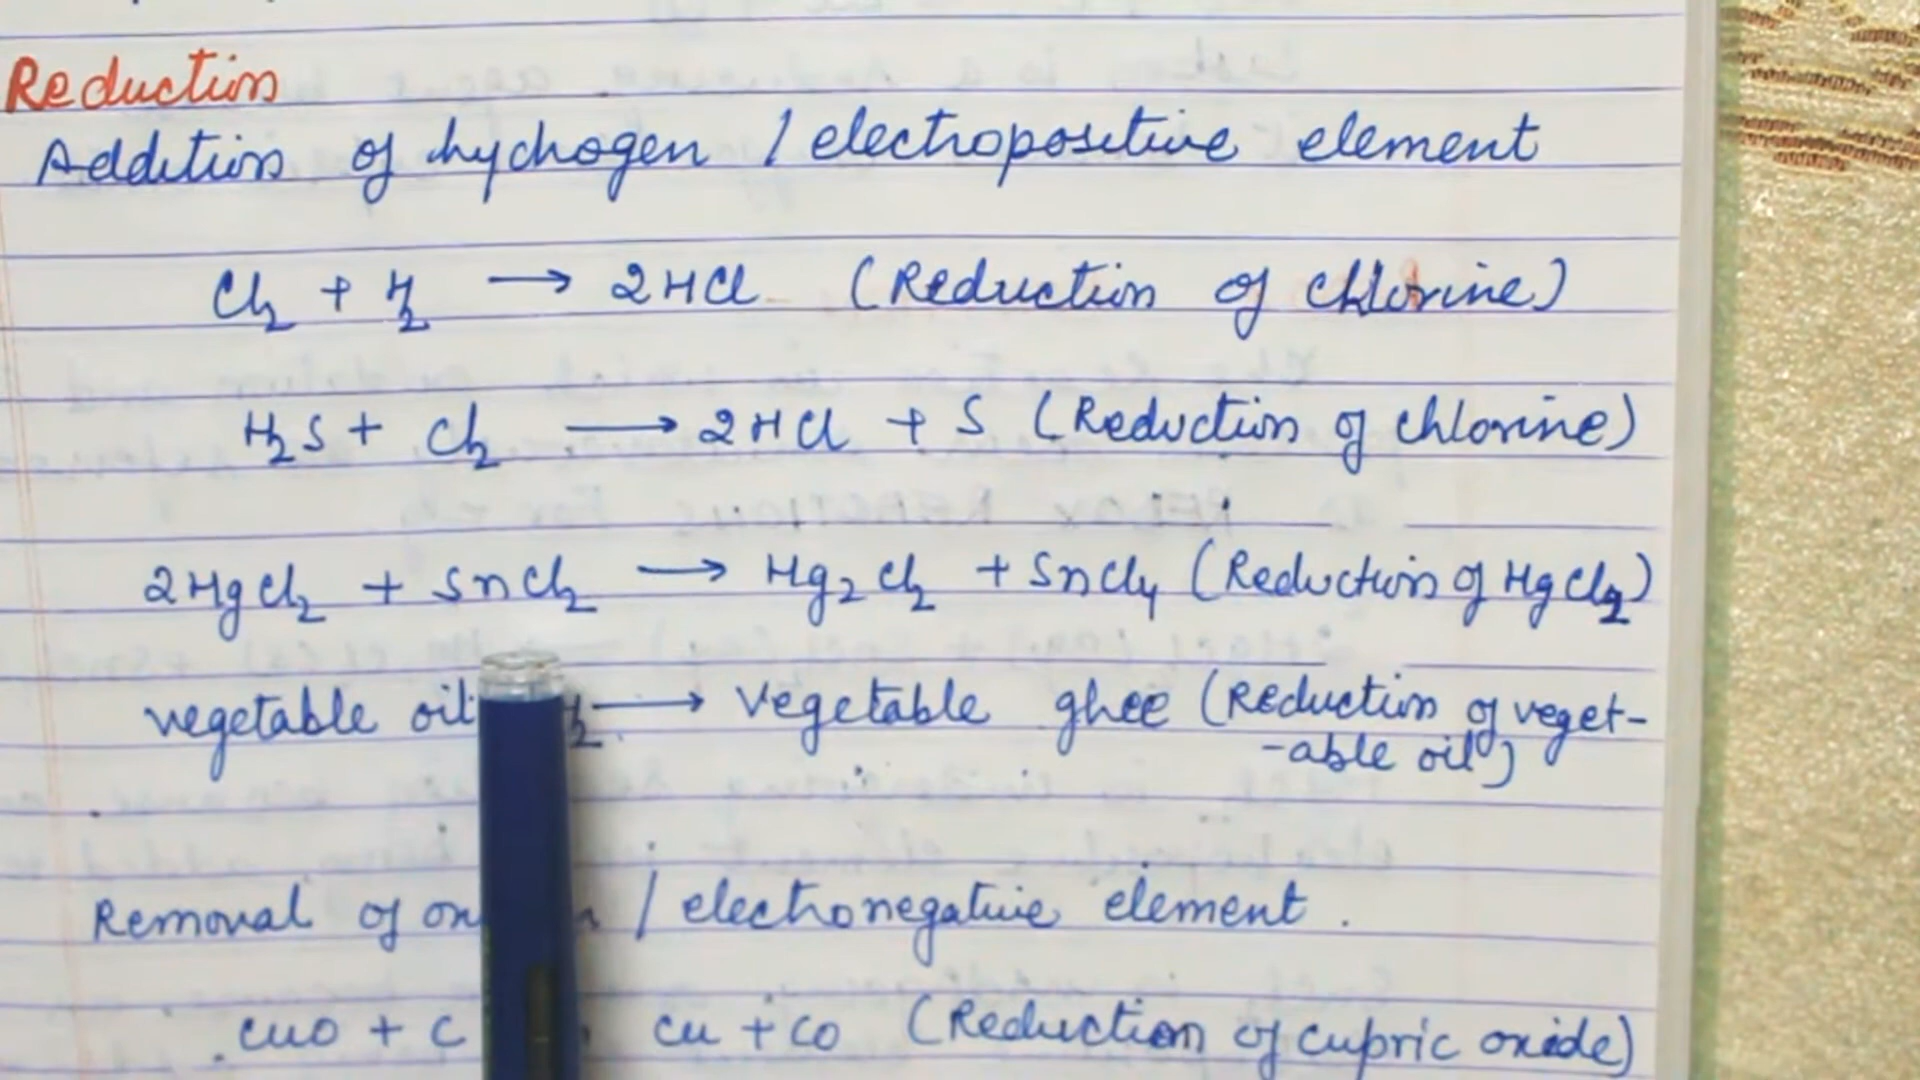 Reduction
Addition of hydrogen / electropositive element
Cl2 + H2 → 2HCl (Reduction of chlorine)
H2S + Cl2 → 2HCl + S (Reduction of chlorine)
2HgCl2 + SnCl2 → Hg2Cl2 + SnCl4 (Reduction of HgCl2)
vegetable oil → Vegetable ghee (Reduction of veget-
-able oil)
Removal of / electronegative element .
CuO + C Cu + CO (Reduction of cupric oxide)